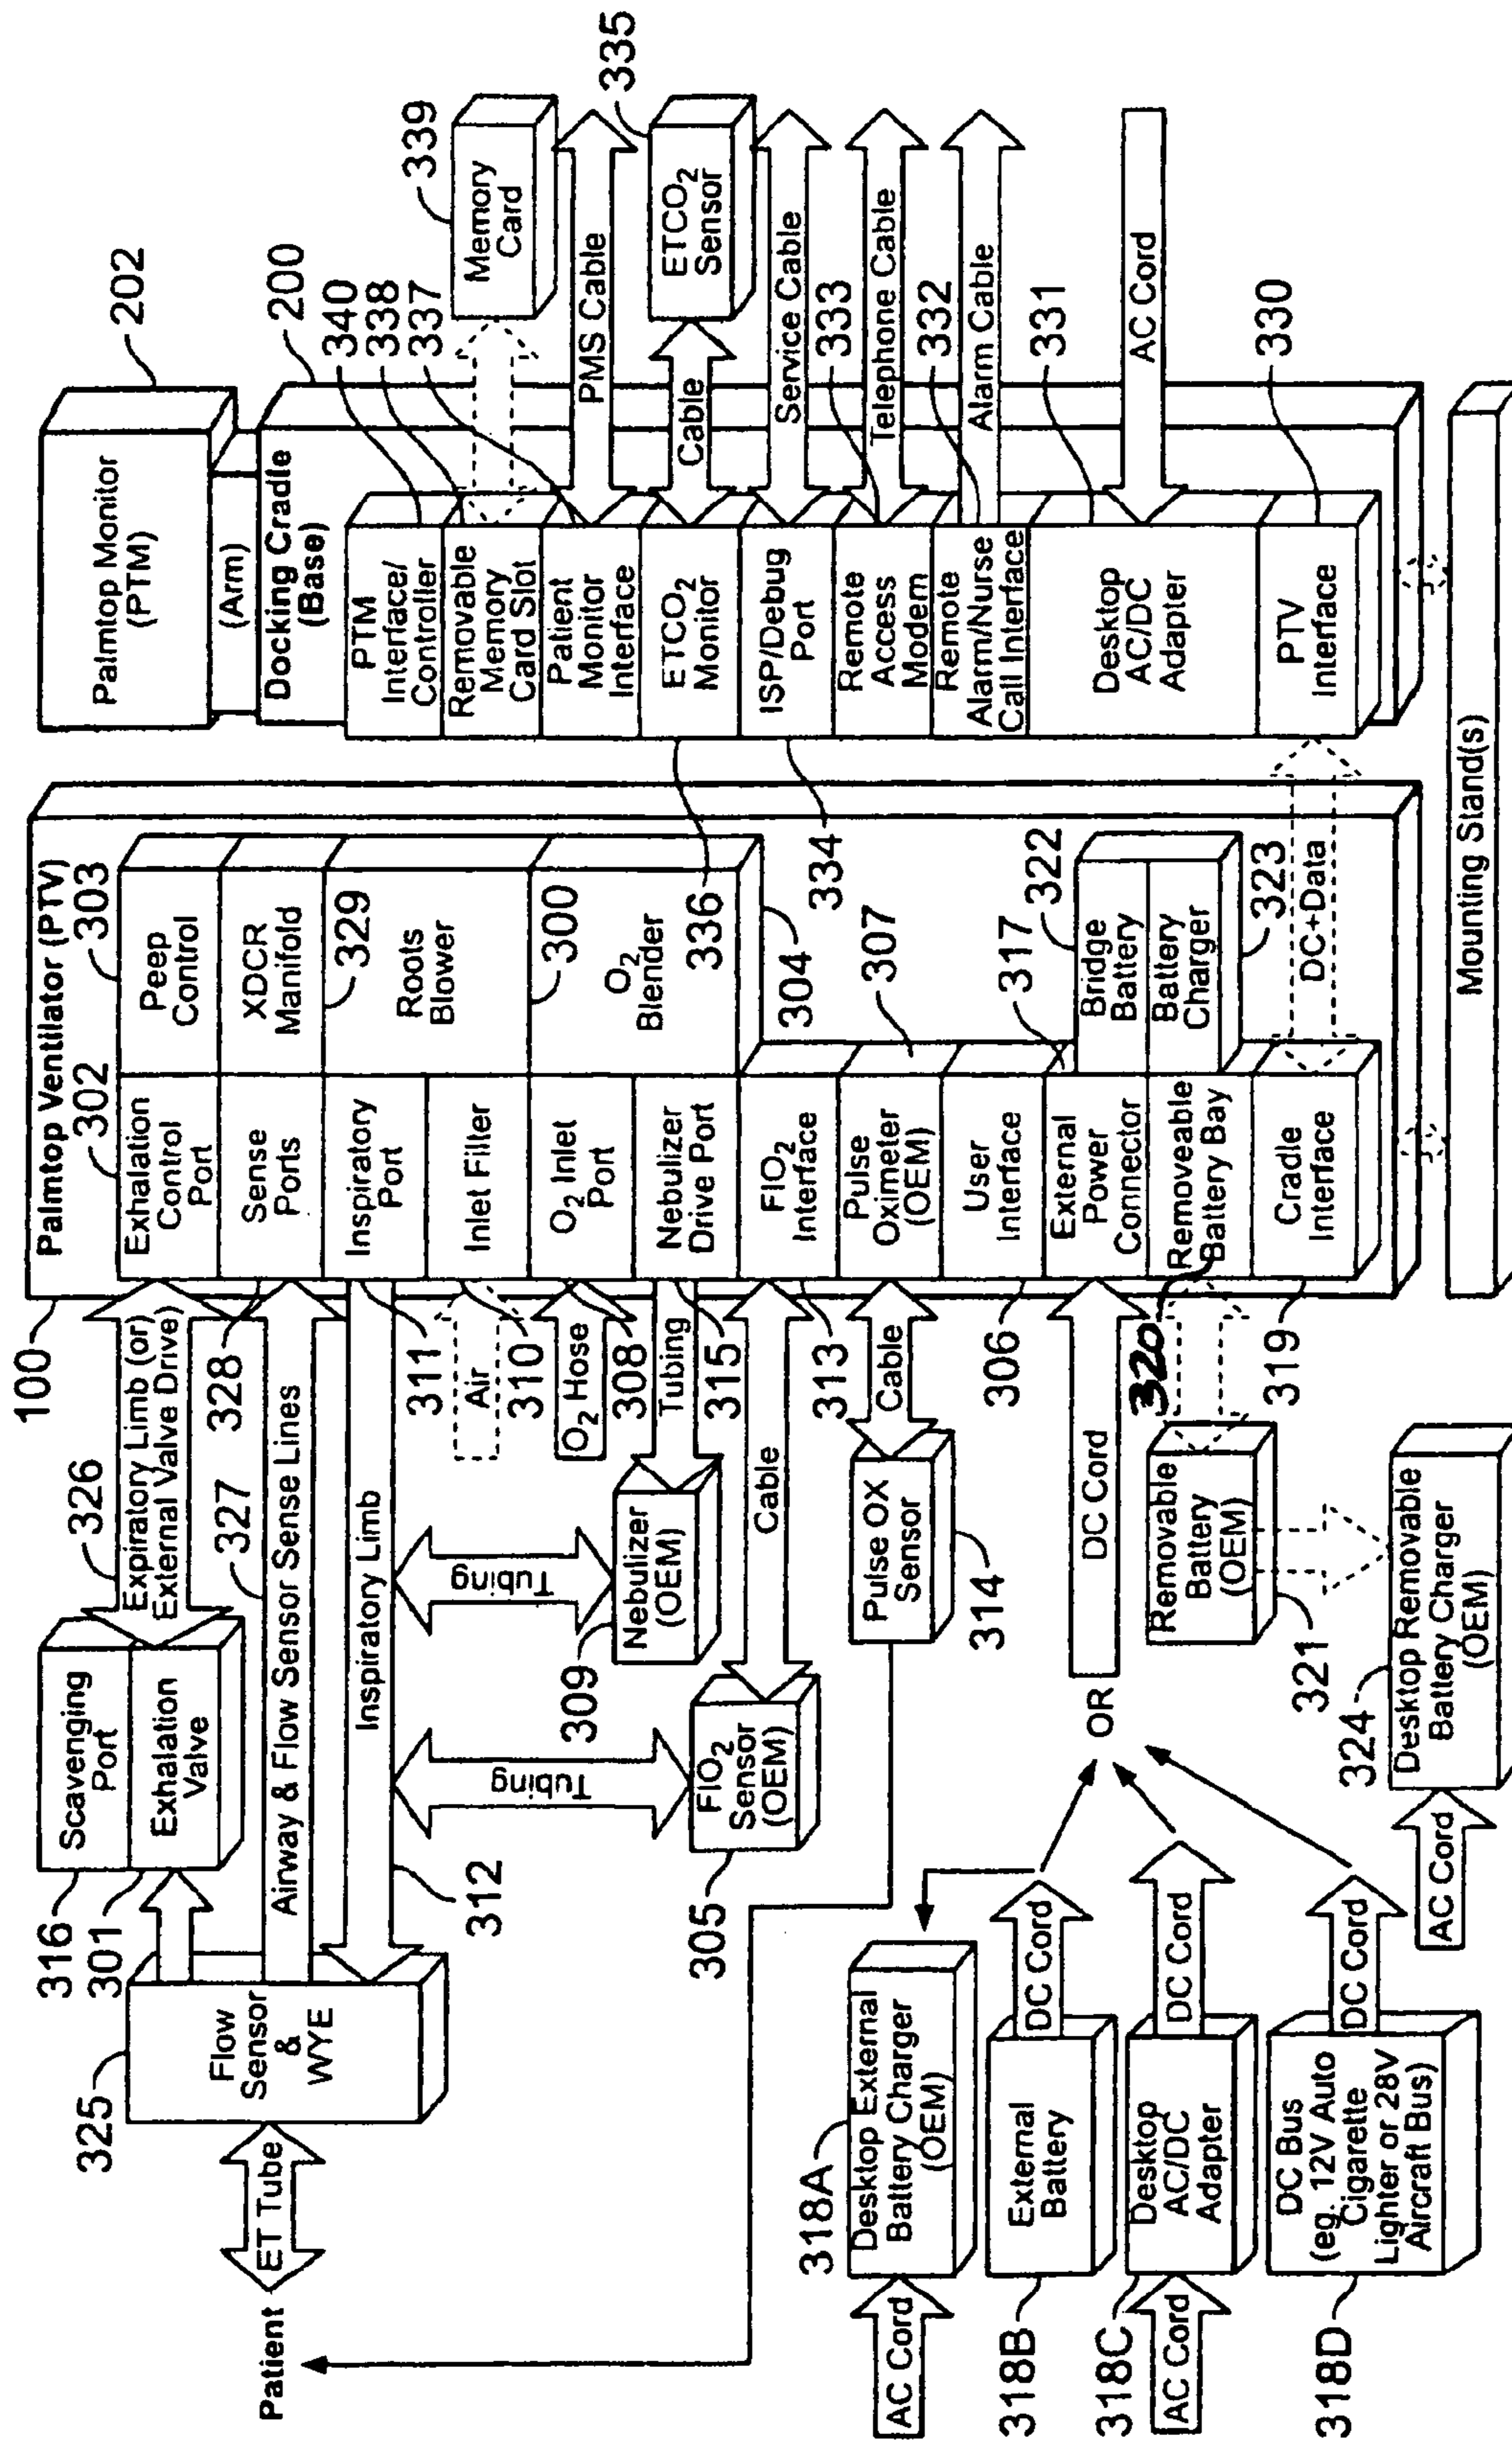 Patient
ET Tube
325
Flow
Sensor
&
WYE
316
301
Scavenging
Port
Exhalation
Valve
326
Expiratory Limb (or)
External Valve Drive)
327
Airway & Flow Sensor Sense Lines
328
Inspiratory Limb
312
311
Air
310
O2 Hose
308
Tubing
315
Tubing
Tubing
309
Nebulizer
(OEM)
305
FIO2
Sensor
(OEM)
Cable
313
Cable
Pulse OX
Sensor
314
306
DC Cord
OR
320
319
Removable
Battery
(OEM)
321
324
Desktop Removable
Battery Charger
(OEM)
AC Cord
318A
Desktop External
Battery Charger
(OEM)
AC Cord
318B
External
Battery
DC Cord
318C
Desktop
AC/DC
Adapter
DC Cord
AC Cord
318D
DC Bus
(eg. 12V Auto
Cigarette
Lighter or 28V
Aircraft Bus)
DC Cord
100
Palmtop Ventilator (PTV)
302
303
Exhalation
Control
Port
Peep
Control
Sense
Ports
XDCR
Manifold
329
Inspiratory
Port
Roots
Blower
Inlet Filter
300
O2 Inlet
Port
O2
Blender
Nebulizer
Drive Port
336
304
334
FIO2
Interface
307
Pulse
Oximeter
(OEM)
User
Interface
317
External
Power
Connector
322
Bridge
Battery
Removeable
Battery Bay
Battery
Charger
323
Cradle
Interface
DC+Data
Mounting Stand(s)
Palmtop Monitor
(PTM)
202
(Arm)
Docking Cradle
(Base)
200
PTM
Interface/
Controller
340
Removable
Memory
Card Slot
338
Patient
Monitor
Interface
337
339
Memory
Card
PMS Cable
ETCO2
Monitor
Cable
ETCO2
Sensor
335
ISP/Debug
Port
Service Cable
Remote
Access
Modem
333
Telephone Cable
Remote
Alarm/Nurse
Call Interface
332
Alarm Cable
Desktop
AC/DC
Adapter
331
AC Cord
PTV
Interface
330